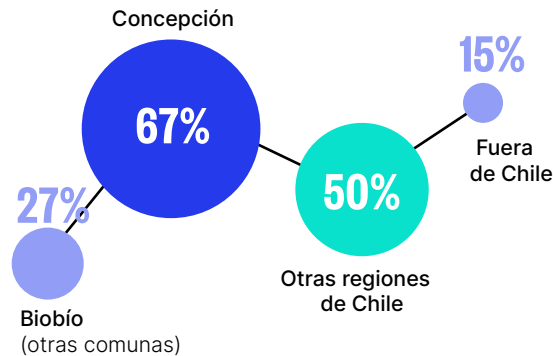 Concepción
67%
15%
Fuera
de Chile
50%
27%
Otras regiones
de Chile
Biobío
(otras comunas)